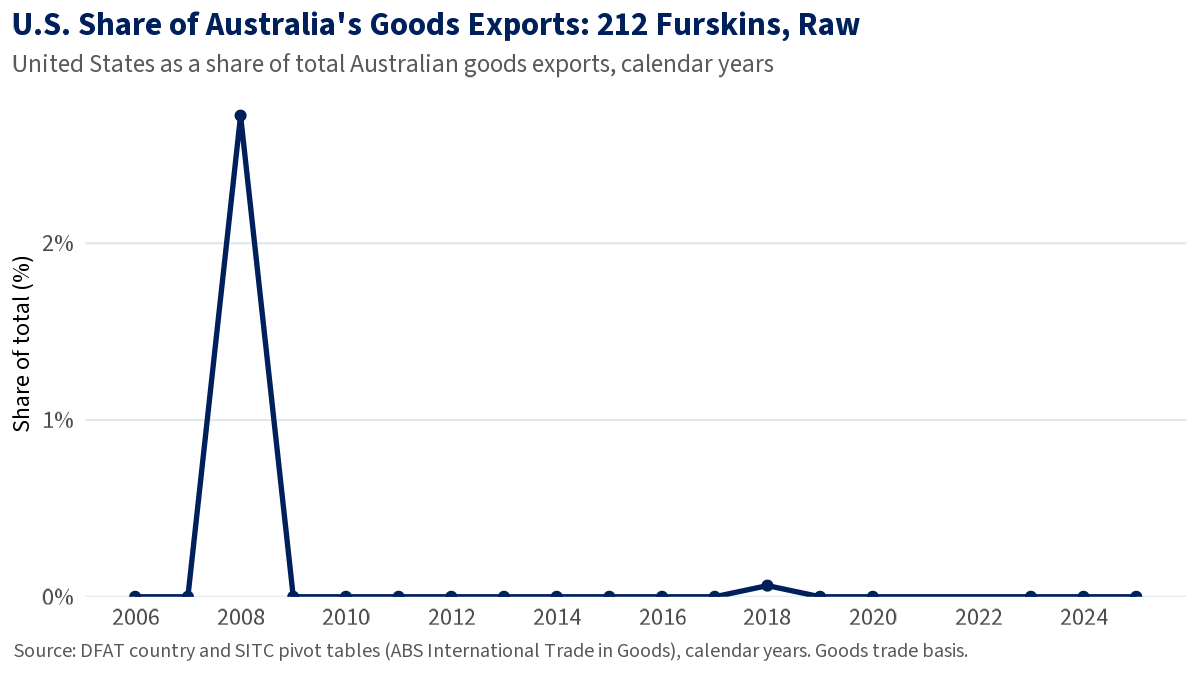 U.S. Share of Australia's Goods Exports: 212 Furskins, Raw
United States as a share of total Australian goods exports, calendar years
Share of total (%)
2%
1%
0%
2006 2008 2010 2012 2014 2016 2018 2020 2022 2024
Source: DFAT country and SITC pivot tables (ABS International Trade in Goods), calendar years. Goods trade basis.